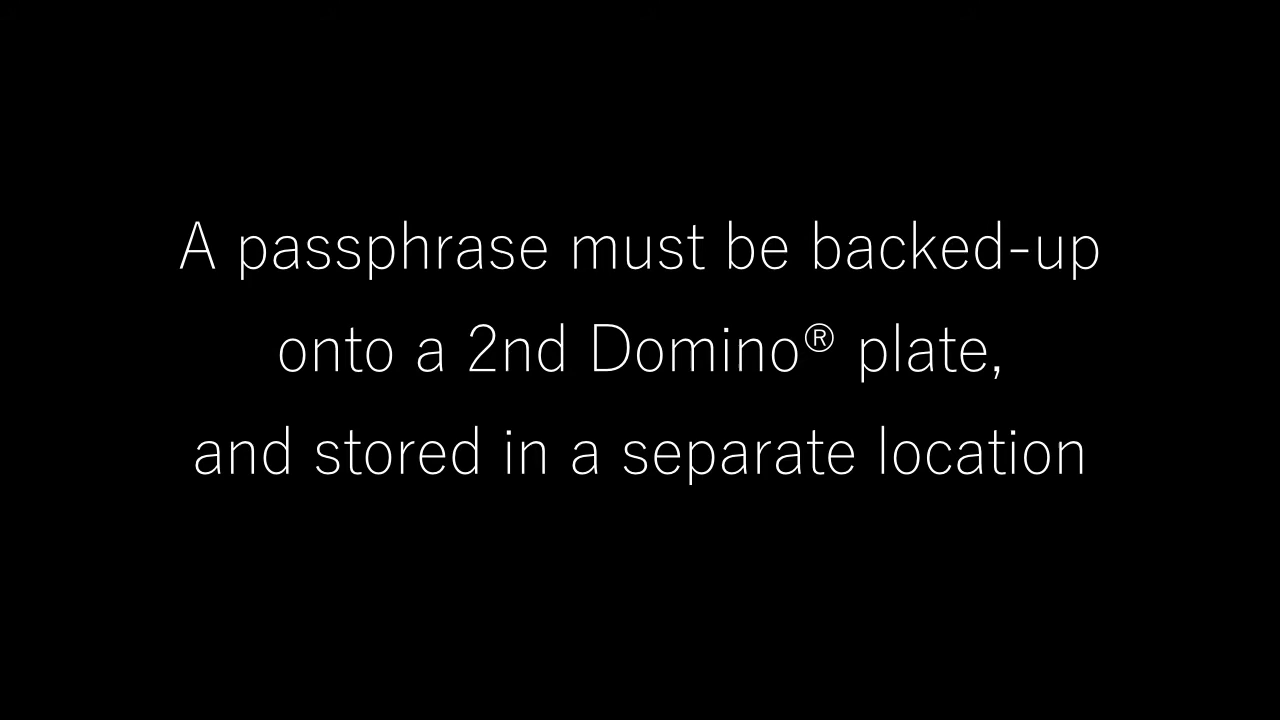 A passphrase must be backed-up
onto a 2nd Domino® plate,
and stored in a separate location